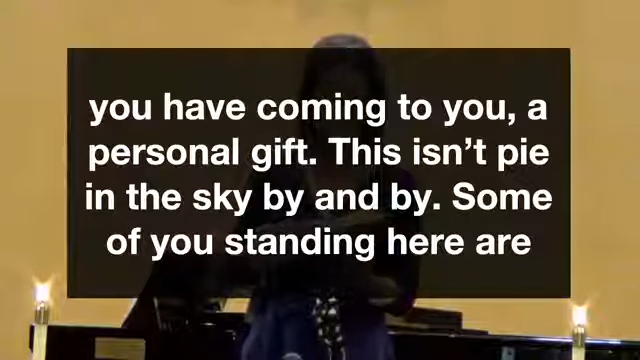 you have coming to you, a
personal gift. This isn’t pie
in the sky by and by. Some
of you standing here are